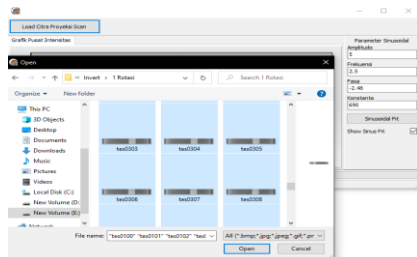 Load Citra Proyeksi Scan
Grafik Pusat Intensitas
Parameter Sinusoidal
Amplitudo
5
Frekuensi
2.5
Fase
-2.48
Konstanta
690
Sinusoidal Fit
Show Sinus Fit
Open
Invert > 1 Rotasi
Search 1 Rotasi
Organize
New folder
This PC
3D Objects
Desktop
Documents
Downloads
Music
Pictures
Videos
Local Disk (C:)
New Volume (D:
New Volume (E:)
Network
tes0303 tes0304 tes0305
tes0306 tes0307 tes0308
File name: "tes0100" "tes0101" "tes0102" "tes
All (*.bmp;*.jpg;*.jpeg;*.gif;*.pr
Open Cancel